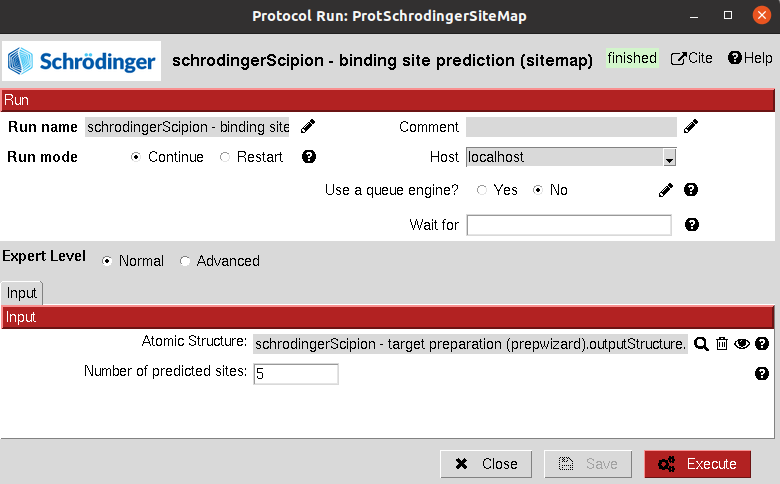 Protocol Run: ProtSchrodingerSiteMap
Schrödinger schrodingerScipion - binding site prediction (sitemap) finished Cite Help
Run
Run name schrodingerScipion - binding site Comment
Run mode Continue Restart Host localhost
Use a queue engine? Yes No
Wait for
Expert Level Normal Advanced
Input
Input
Atomic Structure: schrodingerScipion - target preparation (prepwizard).outputStructure.
Number of predicted sites: 5
Close Save Execute